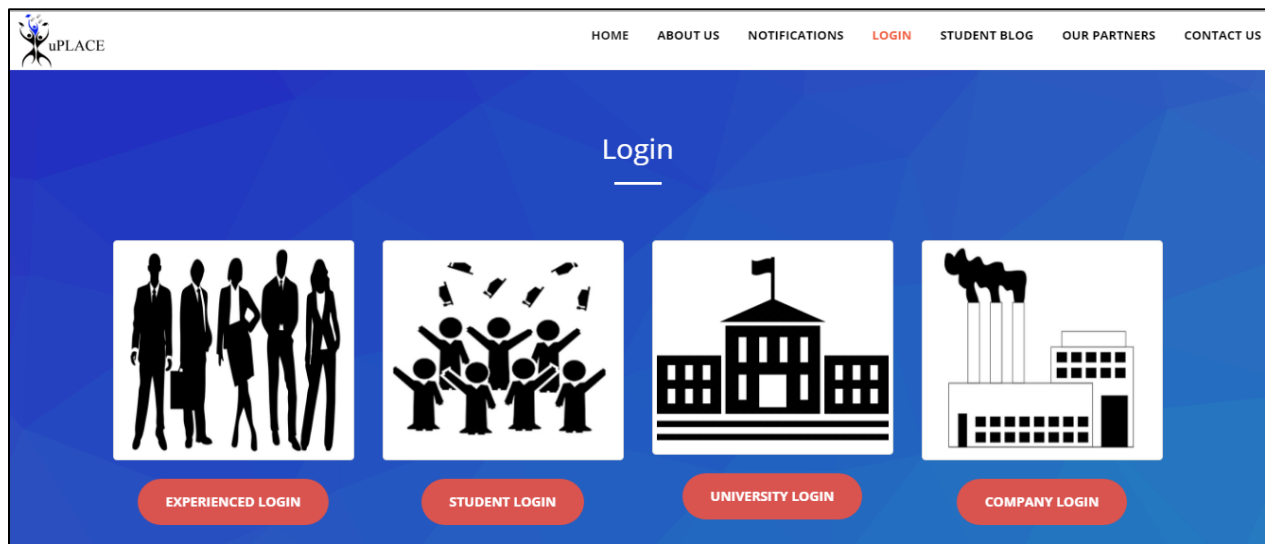 uPLACE
HOME ABOUT US NOTIFICATIONS LOGIN STUDENT BLOG OUR PARTNERS CONTACT US
Login
EXPERIENCED LOGIN
STUDENT LOGIN
UNIVERSITY LOGIN
COMPANY LOGIN